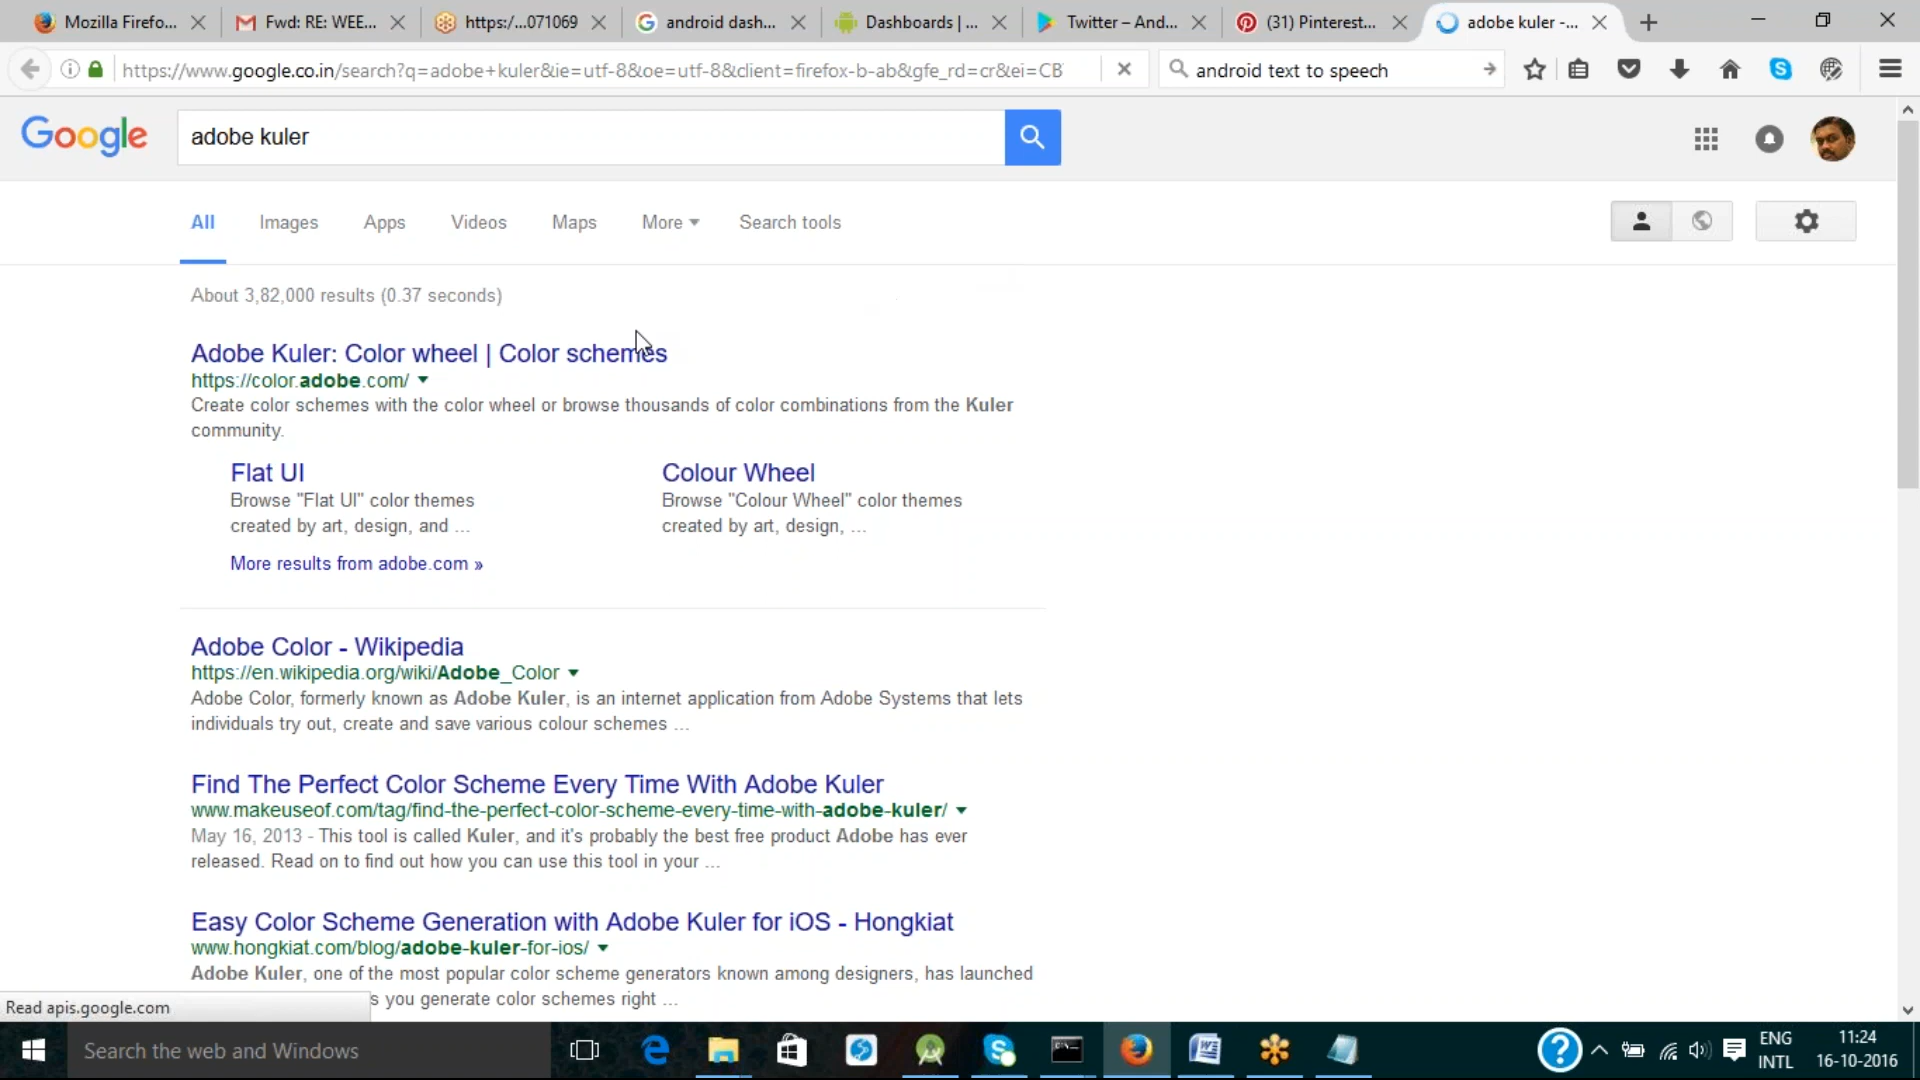 Mozilla Firefo...
Fwd: RE: WEE...
https:/...071069
android dash...
Dashboards | ...
Twitter – And...
(31) Pinterest...
adobe kuler -...
https://www.google.co.in/search?q=adobe+kuler&ie=utf-8&oe=utf-8&client=firefox-b-ab&gfe_rd=cr&ei=CB
android text to speech
Google
adobe kuler
All
Images
Apps
Videos
Maps
More
Search tools
About 3,82,000 results (0.37 seconds)
Adobe Kuler: Color wheel | Color schemes
https://color.adobe.com/
Create color schemes with the color wheel or browse thousands of color combinations from the Kuler
community.
Flat UI
Browse "Flat UI" color themes
created by art, design, and ...
Colour Wheel
Browse "Colour Wheel" color themes
created by art, design, ...
More results from adobe.com »
Adobe Color - Wikipedia
https://en.wikipedia.org/wiki/Adobe_Color
Adobe Color, formerly known as Adobe Kuler, is an internet application from Adobe Systems that lets
individuals try out, create and save various colour schemes ...
Find The Perfect Color Scheme Every Time With Adobe Kuler
www.makeuseof.com/tag/find-the-perfect-color-scheme-every-time-with-adobe-kuler/
May 16, 2013 - This tool is called Kuler, and it's probably the best free product Adobe has ever
released. Read on to find out how you can use this tool in your ...
Easy Color Scheme Generation with Adobe Kuler for iOS - Hongkiat
www.hongkiat.com/blog/adobe-kuler-for-ios/
Adobe Kuler, one of the most popular color scheme generators known among designers, has launched
s you generate color schemes right ...
Read apis.google.com
Search the web and Windows
ENG
INTL
11:24
16-10-2016